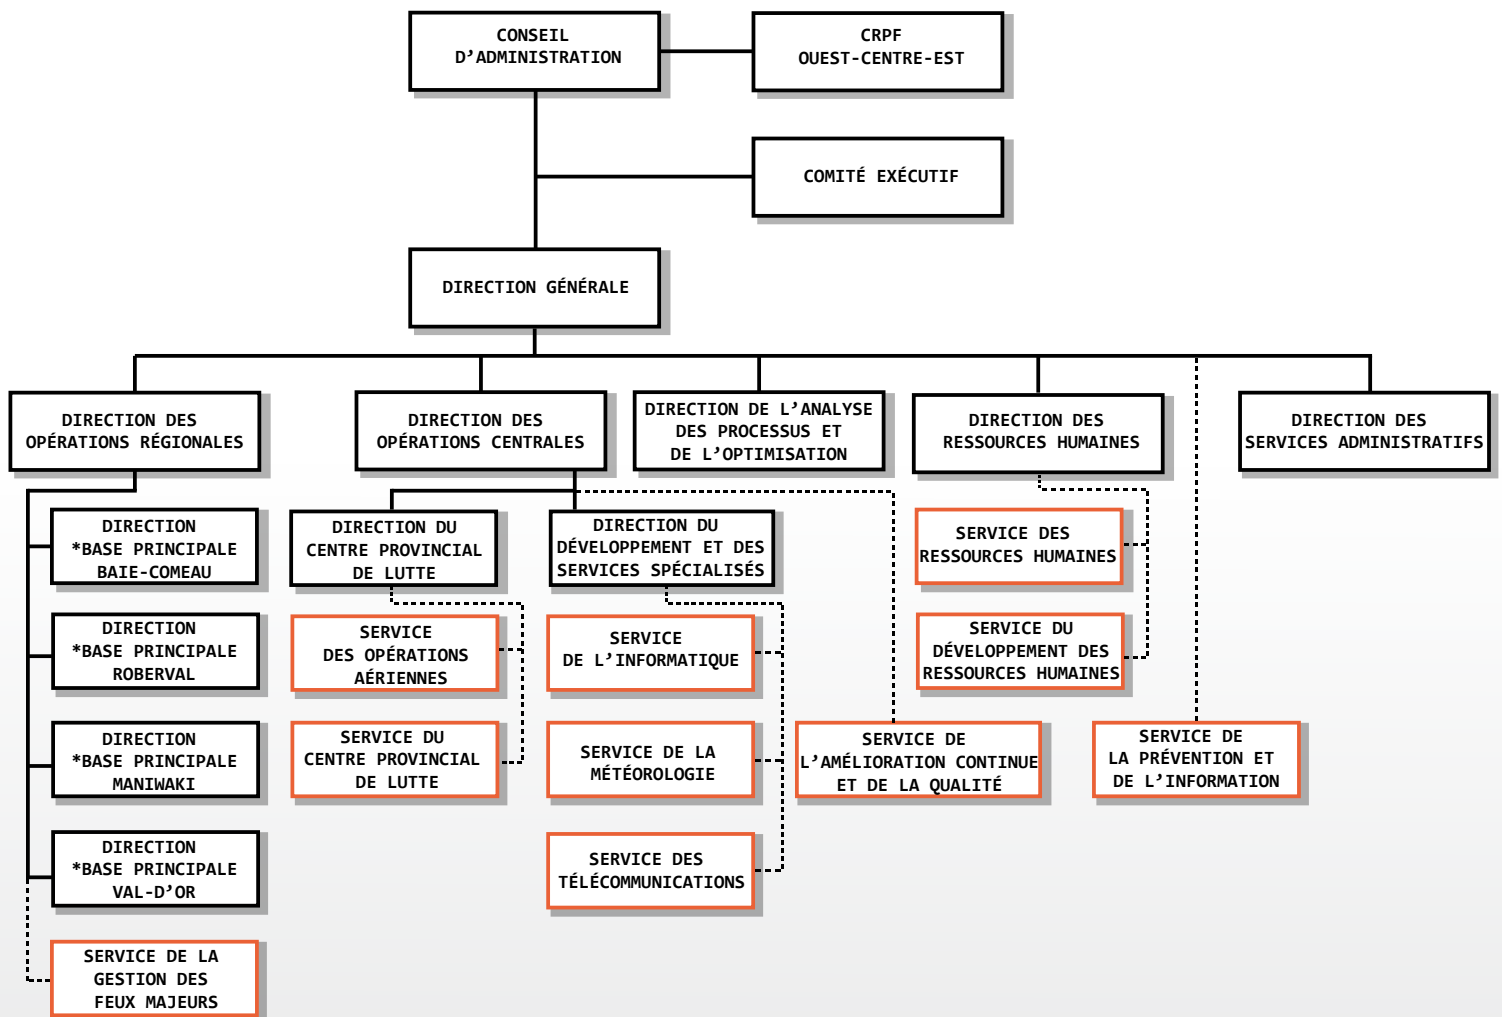 CONSEIL
D’ADMINISTRATION
CRPF
OUEST-CENTRE-EST
COMITÉ EXÉCUTIF
DIRECTION GÉNÉRALE
DIRECTION DES
OPÉRATIONS RÉGIONALES
DIRECTION DES
OPÉRATIONS CENTRALES
DIRECTION DE L’ANALYSE
DES PROCESSUS ET
DE L’OPTIMISATION
DIRECTION DES
RESSOURCES HUMAINES
DIRECTION DES
SERVICES ADMINISTRATIFS
DIRECTION
*BASE PRINCIPALE
BAIE-COMEAU
DIRECTION
*BASE PRINCIPALE
ROBERVAL
DIRECTION
*BASE PRINCIPALE
MANIWAKI
DIRECTION
*BASE PRINCIPALE
VAL-D’OR
SERVICE DE LA
GESTION DES
FEUX MAJEURS
DIRECTION DU
CENTRE PROVINCIAL
DE LUTTE
SERVICE
DES OPÉRATIONS
AÉRIENNES
SERVICE DU
CENTRE PROVINCIAL
DE LUTTE
DIRECTION DU
DÉVELOPPEMENT ET DES
SERVICES SPÉCIALISÉS
SERVICE
DE L’INFORMATIQUE
SERVICE DE LA
MÉTÉOROLOGIE
SERVICE DES
TÉLÉCOMMUNICATIONS
SERVICE DE
L’AMÉLIORATION CONTINUE
ET DE LA QUALITÉ
SERVICE DES
RESSOURCES HUMAINES
SERVICE DU
DÉVELOPPEMENT DES
RESSOURCES HUMAINES
SERVICE DE
LA PRÉVENTION ET
DE L’INFORMATION